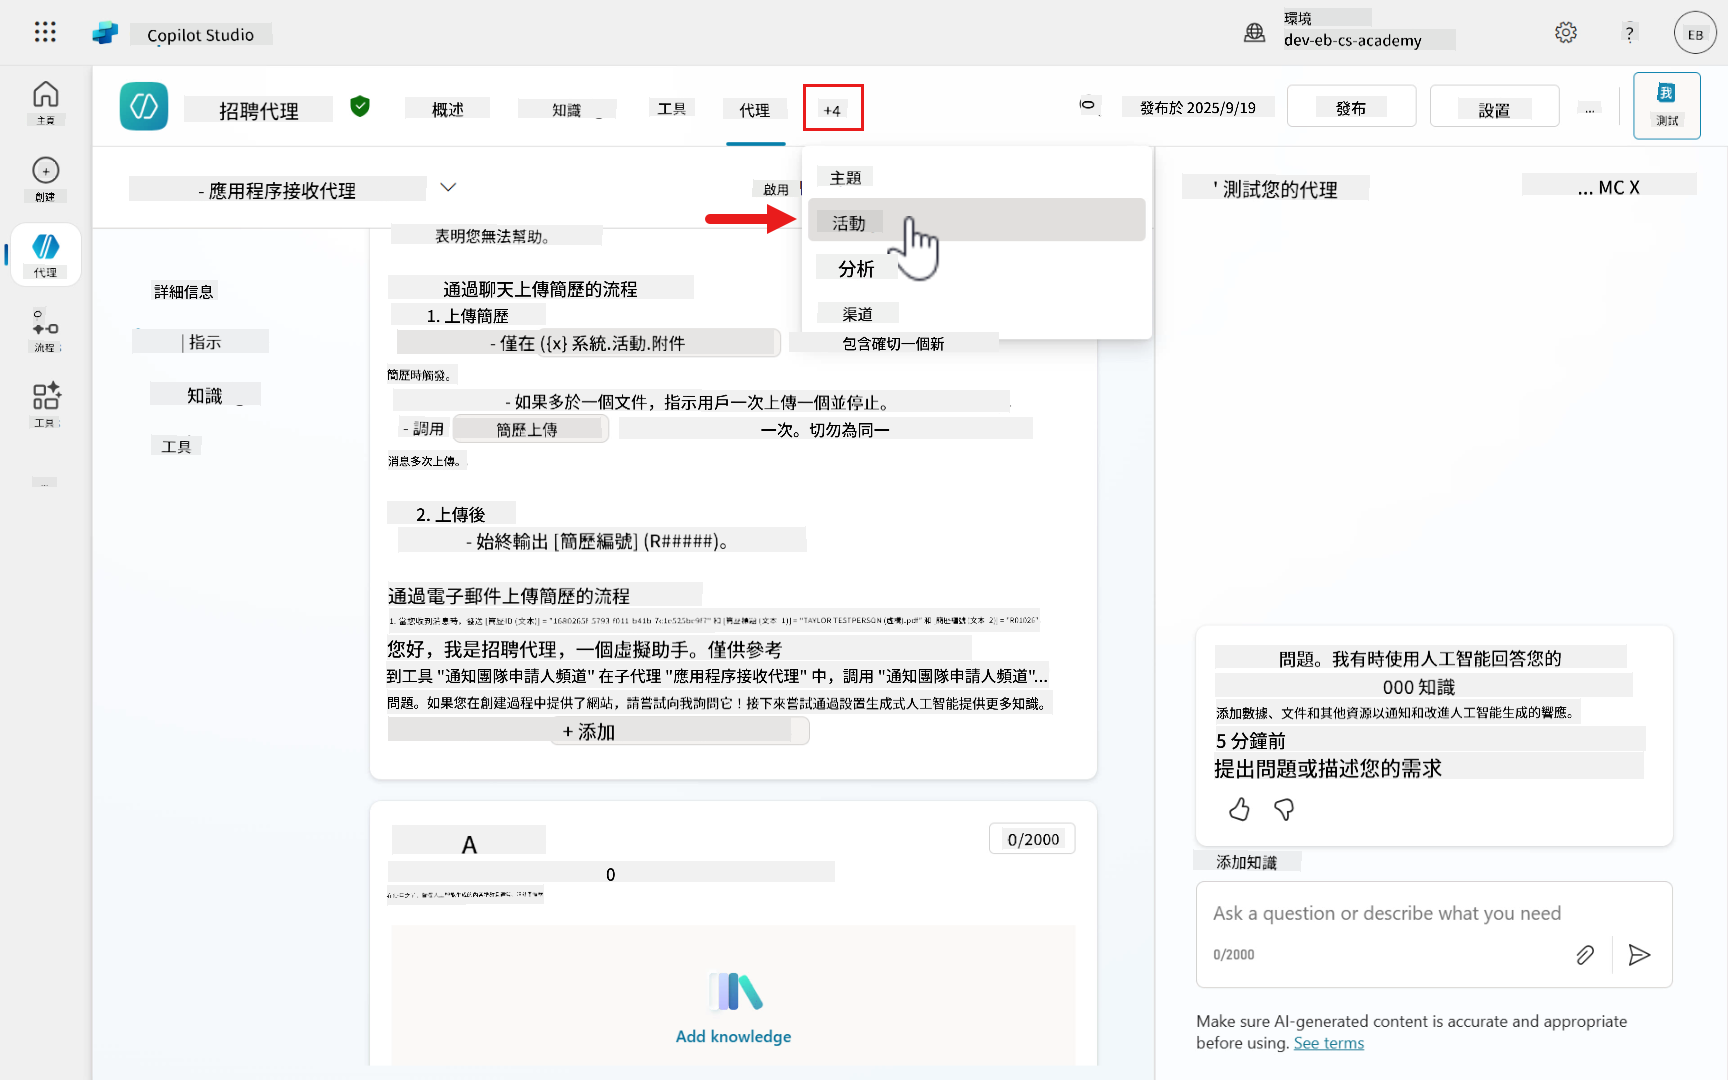 Copilot Studio
環境
dev-eb-cs-academy
?
EB
主頁
創建
代理
流程
工具
...
招聘代理
概述
知識
工具
代理
+4
發布於 2025/9/19
發布
設置
...
我
測試
- 應用程序接收代理
啟用
主題
活動
分析
渠道
詳細信息
指示
知識
工具
表明您無法幫助。
通過聊天上傳簡歷的流程
1. 上傳簡歷
- 僅在 ({x} 系統.活動.附件 包含確切一個新
簡歷時觸發。
- 如果多於一個文件，指示用戶一次上傳一個並停止。
- 調用 簡歷上傳 一次。切勿為同一
消息多次上傳。
2. 上傳後
- 始終輸出 [簡歷編號] (R#####)。
通過電子郵件上傳簡歷的流程
您好，我是招聘代理，一個虛擬助手。僅供參考
到工具 "通知團隊申請人頻道" 在子代理 "應用程序接收代理" 中，調用 "通知團隊申請人頻道"...
問題。如果您在創建過程中提供了網站，請嘗試向我詢問它！接下來嘗試通過設置生成式人工智能提供更多知識。
+ 添加
A
0/2000
0
Add knowledge
' 測試您的代理
... MC X
問題。我有時使用人工智能回答您的
000 知識
添加數據、文件和其他資源以通知和改進人工智能生成的響應。
5 分鐘前
提出問題或描述您的需求
添加知識
Ask a question or describe what you need
0/2000
Make sure AI-generated content is accurate and appropriate
before using. See terms